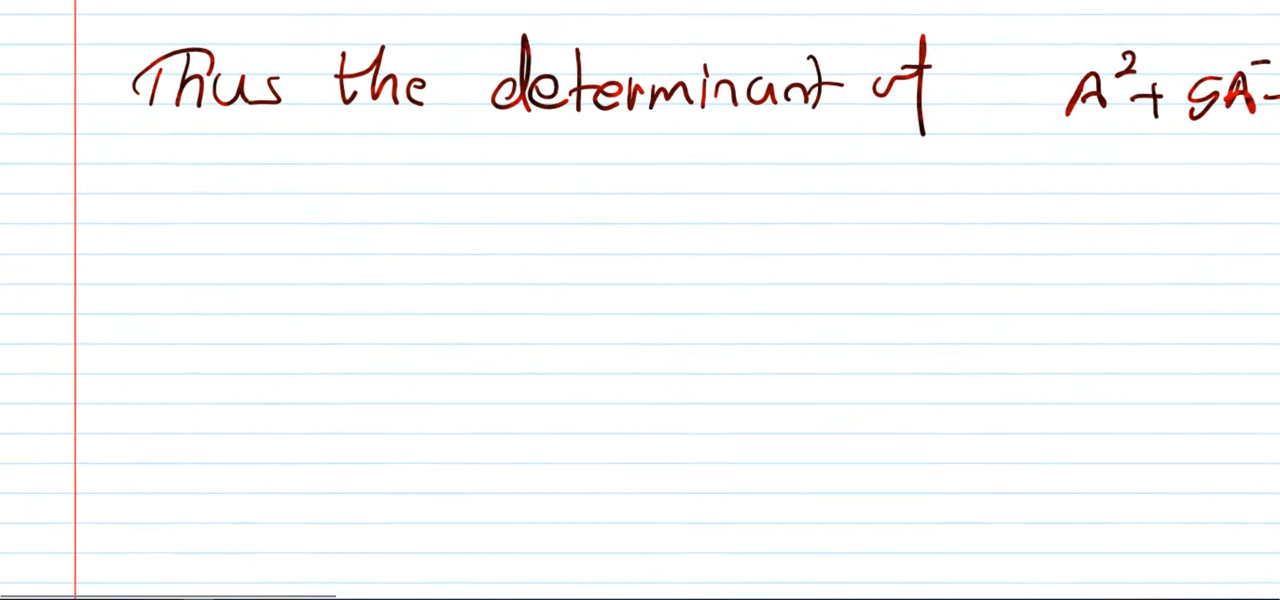 Thus the determinant of A² + 5A⁻